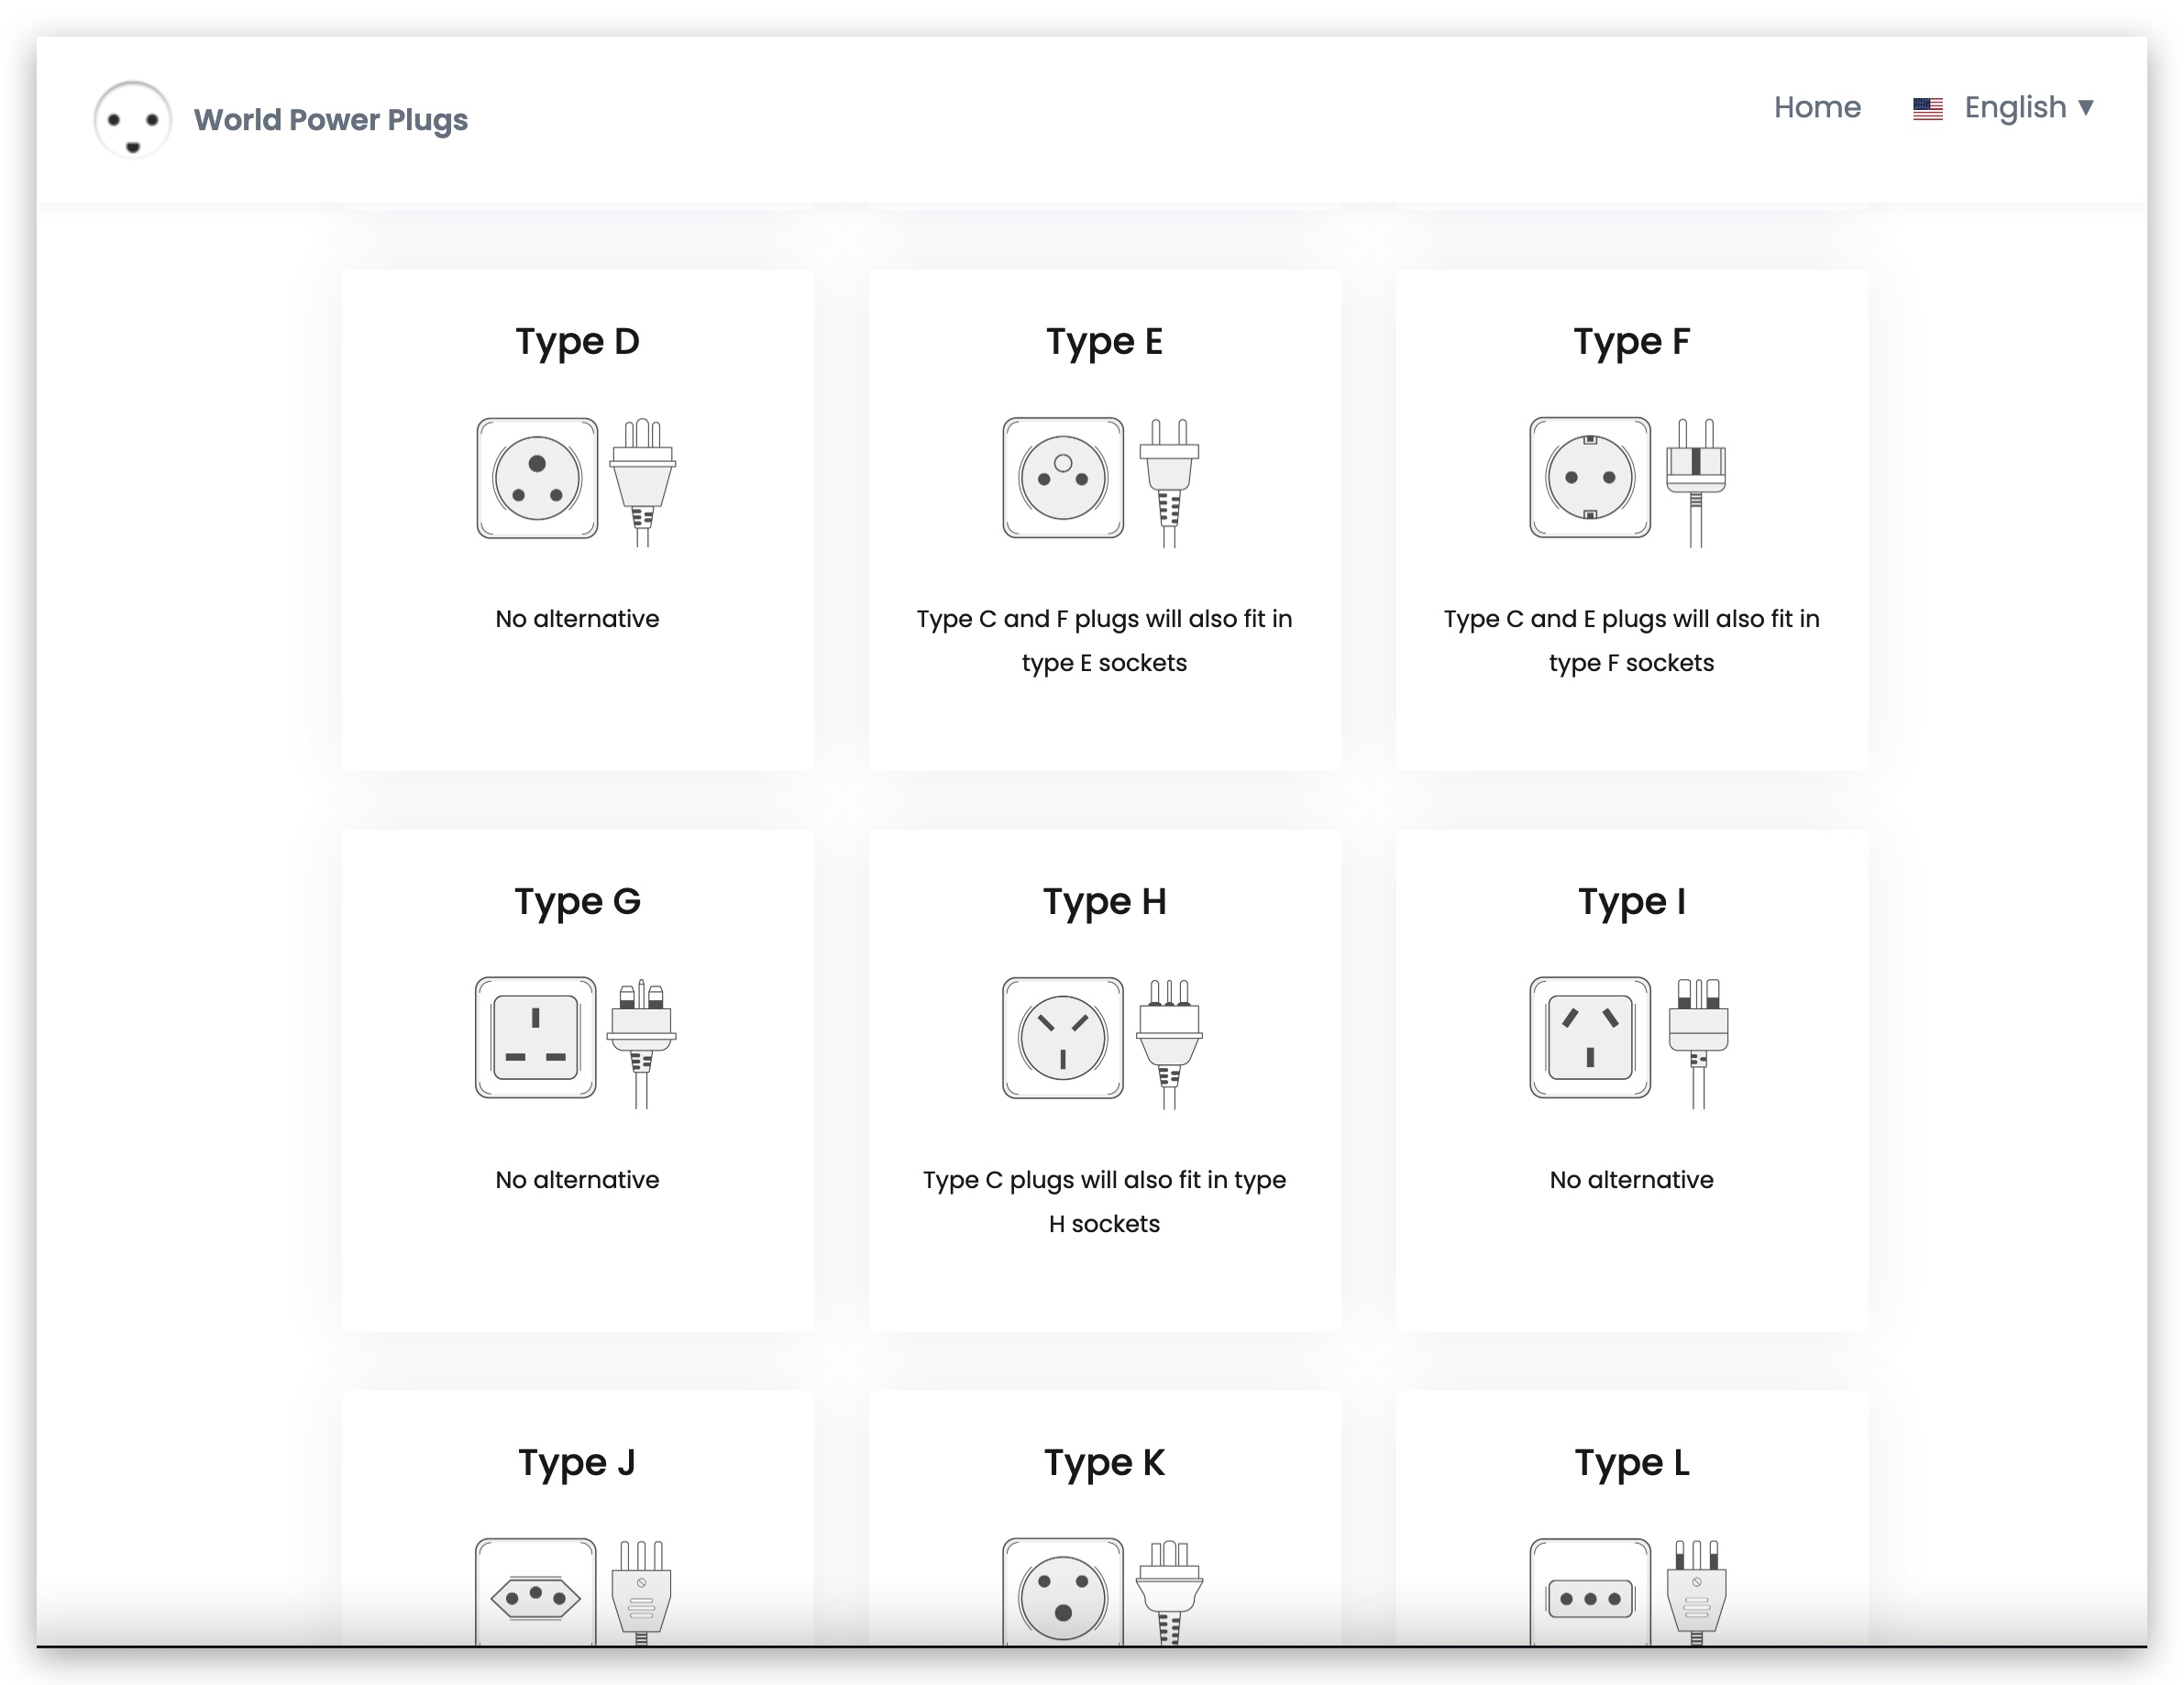 World Power Plugs
Home
English ▼
Type D
Type E
Type F
No alternative
Type C and F plugs will also fit in
type E sockets
Type C and E plugs will also fit in
type F sockets
Type G
Type H
Type I
No alternative
Type C plugs will also fit in type
H sockets
No alternative
Type J
Type K
Type L